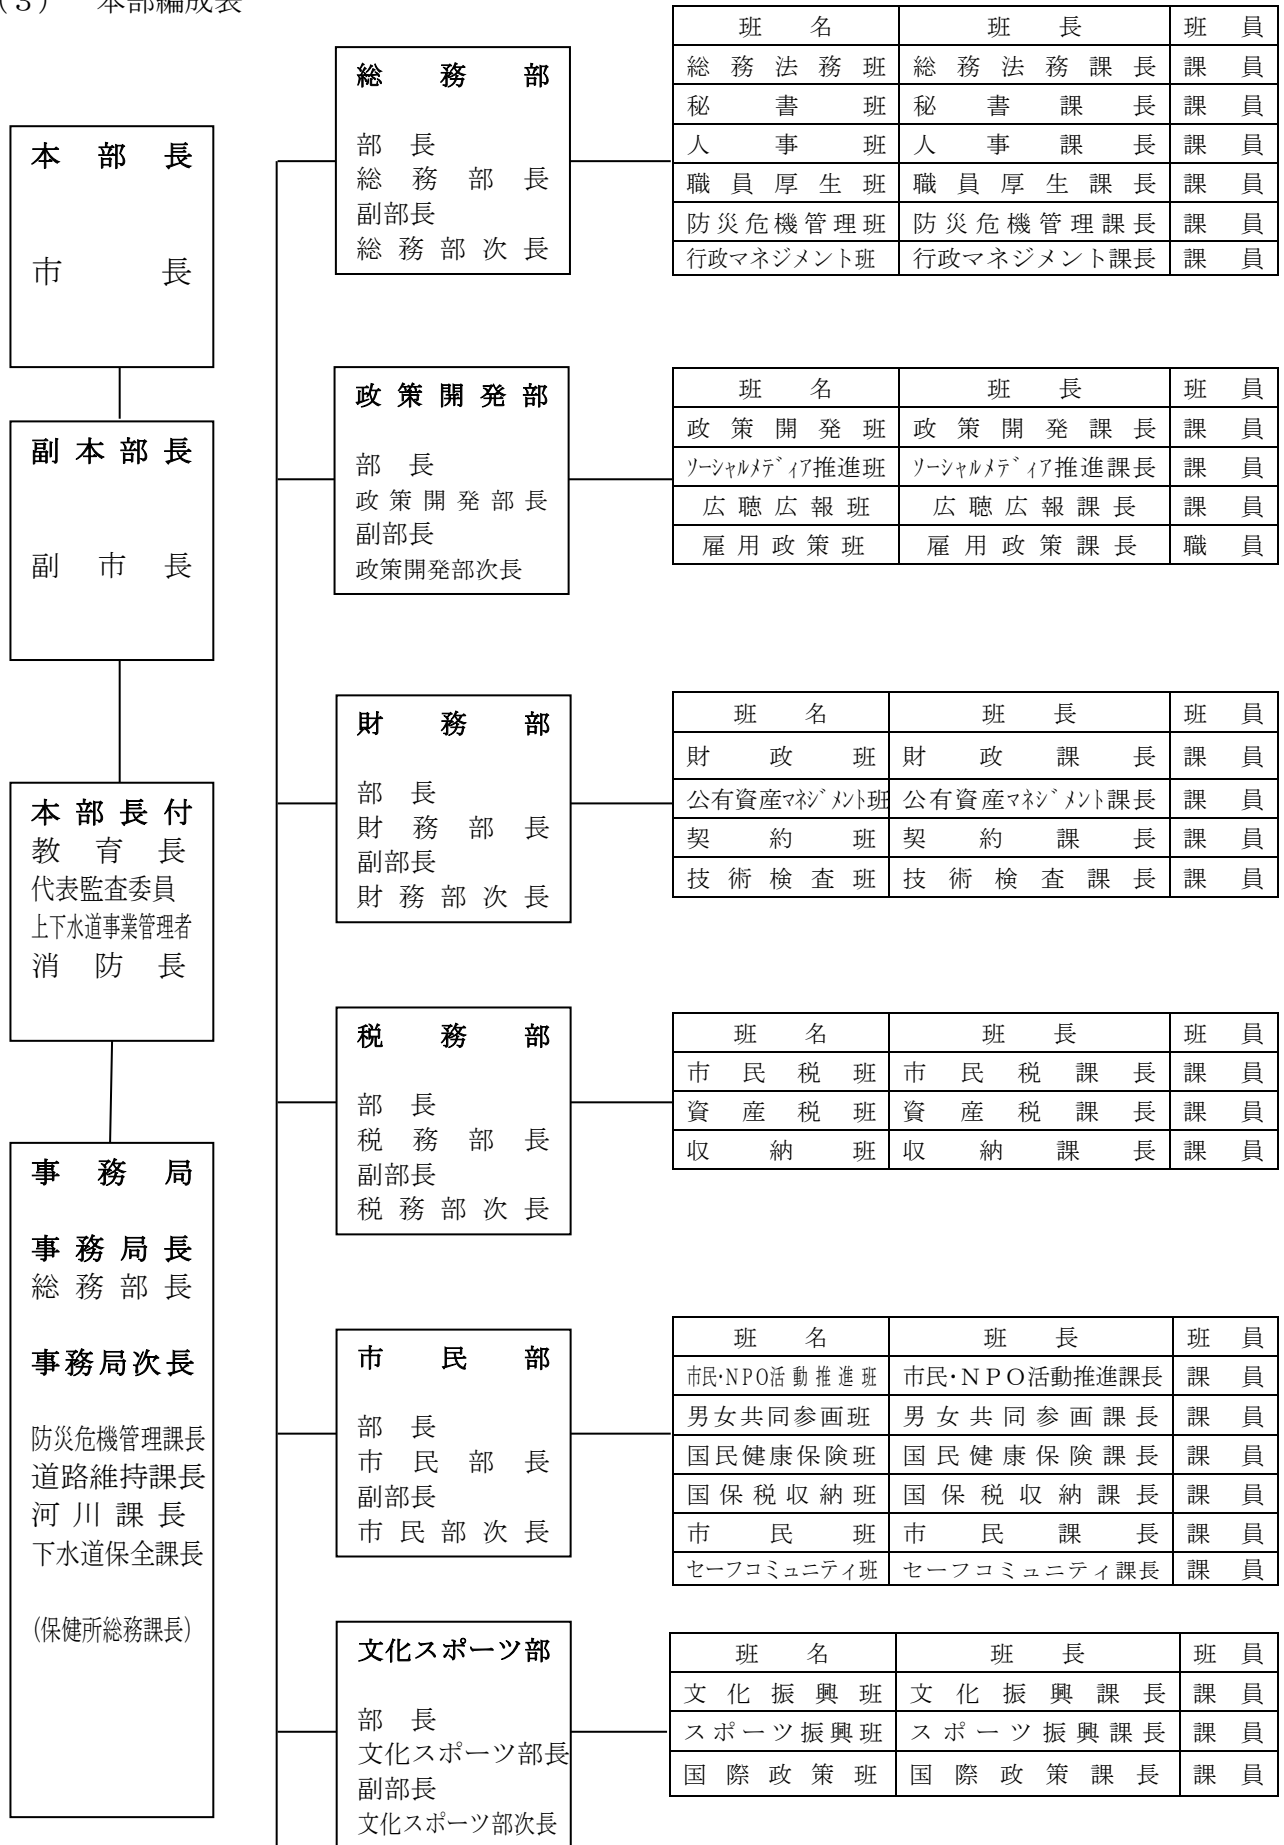 (３) 本部編成表
本部長
市長
副本部長
副市長
本部長付
教育長
代表監査委員
上下水道事業管理者
消防長
事務局
事務局長
総務部長
事務局次長
防災危機管理課長
道路維持課長
河川課長
下水道保全課長
(保健所総務課長)
総務部
部長
総務部長
副部長
総務部次長
班名 班長 班員
総務法務班 総務法務課長 課員
秘書班 秘書課長 課員
人事班 人事課長 課員
職員厚生班 職員厚生課長 課員
防災危機管理班 防災危機管理課長 課員
行政マネジメント班 行政マネジメント課長 課員
政策開発部
部長
政策開発部長
副部長
政策開発部次長
班名 班長 班員
政策開発班 政策開発課長 課員
ソーシャルメディア推進班 ソーシャルメディア推進課長 課員
広聴広報班 広聴広報課長 課員
雇用政策班 雇用政策課長 職員
財務部
部長
財務部長
副部長
財務部次長
班名 班長 班員
財政班 財政課長 課員
公有資産マネジメント班 公有資産マネジメント課長 課員
契約班 契約課長 課員
技術検査班 技術検査課長 課員
税務部
部長
税務部長
副部長
税務部次長
班名 班長 班員
市民税班 市民税課長 課員
資産税班 資産税課長 課員
収納班 収納課長 課員
市民部
部長
市民部長
副部長
市民部次長
班名 班長 班員
市民・NPO活動推進班 市民・ＮＰＯ活動推進課長 課員
男女共同参画班 男女共同参画課長 課員
国民健康保険班 国民健康保険課長 課員
国保税収納班 国保税収納課長 課員
市民班 市民課長 課員
セーフコミュニティ班 セーフコミュニティ課長 課員
文化スポーツ部
部長
文化スポーツ部長
副部長
文化スポーツ部次長
班名 班長 班員
文化振興班 文化振興課長 課員
スポーツ振興班 スポーツ振興課長 課員
国際政策班 国際政策課長 課員